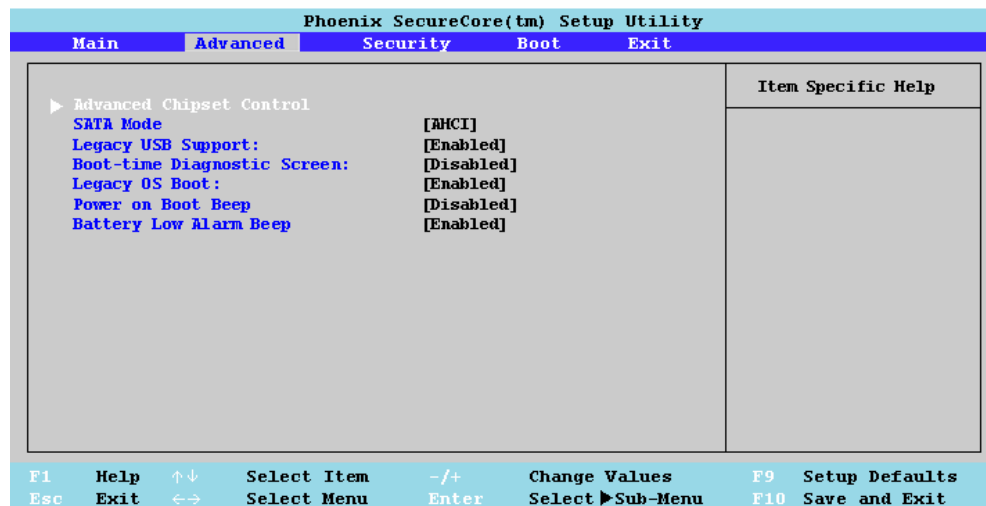 Phoenix SecureCore(tm) Setup Utility
Main Advanced Security Boot Exit
Item Specific Help
▶ Advanced Chipset Control
SATA Mode [AHCI]
Legacy USB Support: [Enabled]
Boot-time Diagnostic Screen: [Disabled]
Legacy OS Boot: [Enabled]
Power on Boot Beep [Disabled]
Battery Low Alarm Beep [Enabled]
F1 Help ↑↓ Select Item -/+ Change Values F9 Setup Defaults
Esc Exit ←→ Select Menu Enter Select ▶Sub-Menu F10 Save and Exit